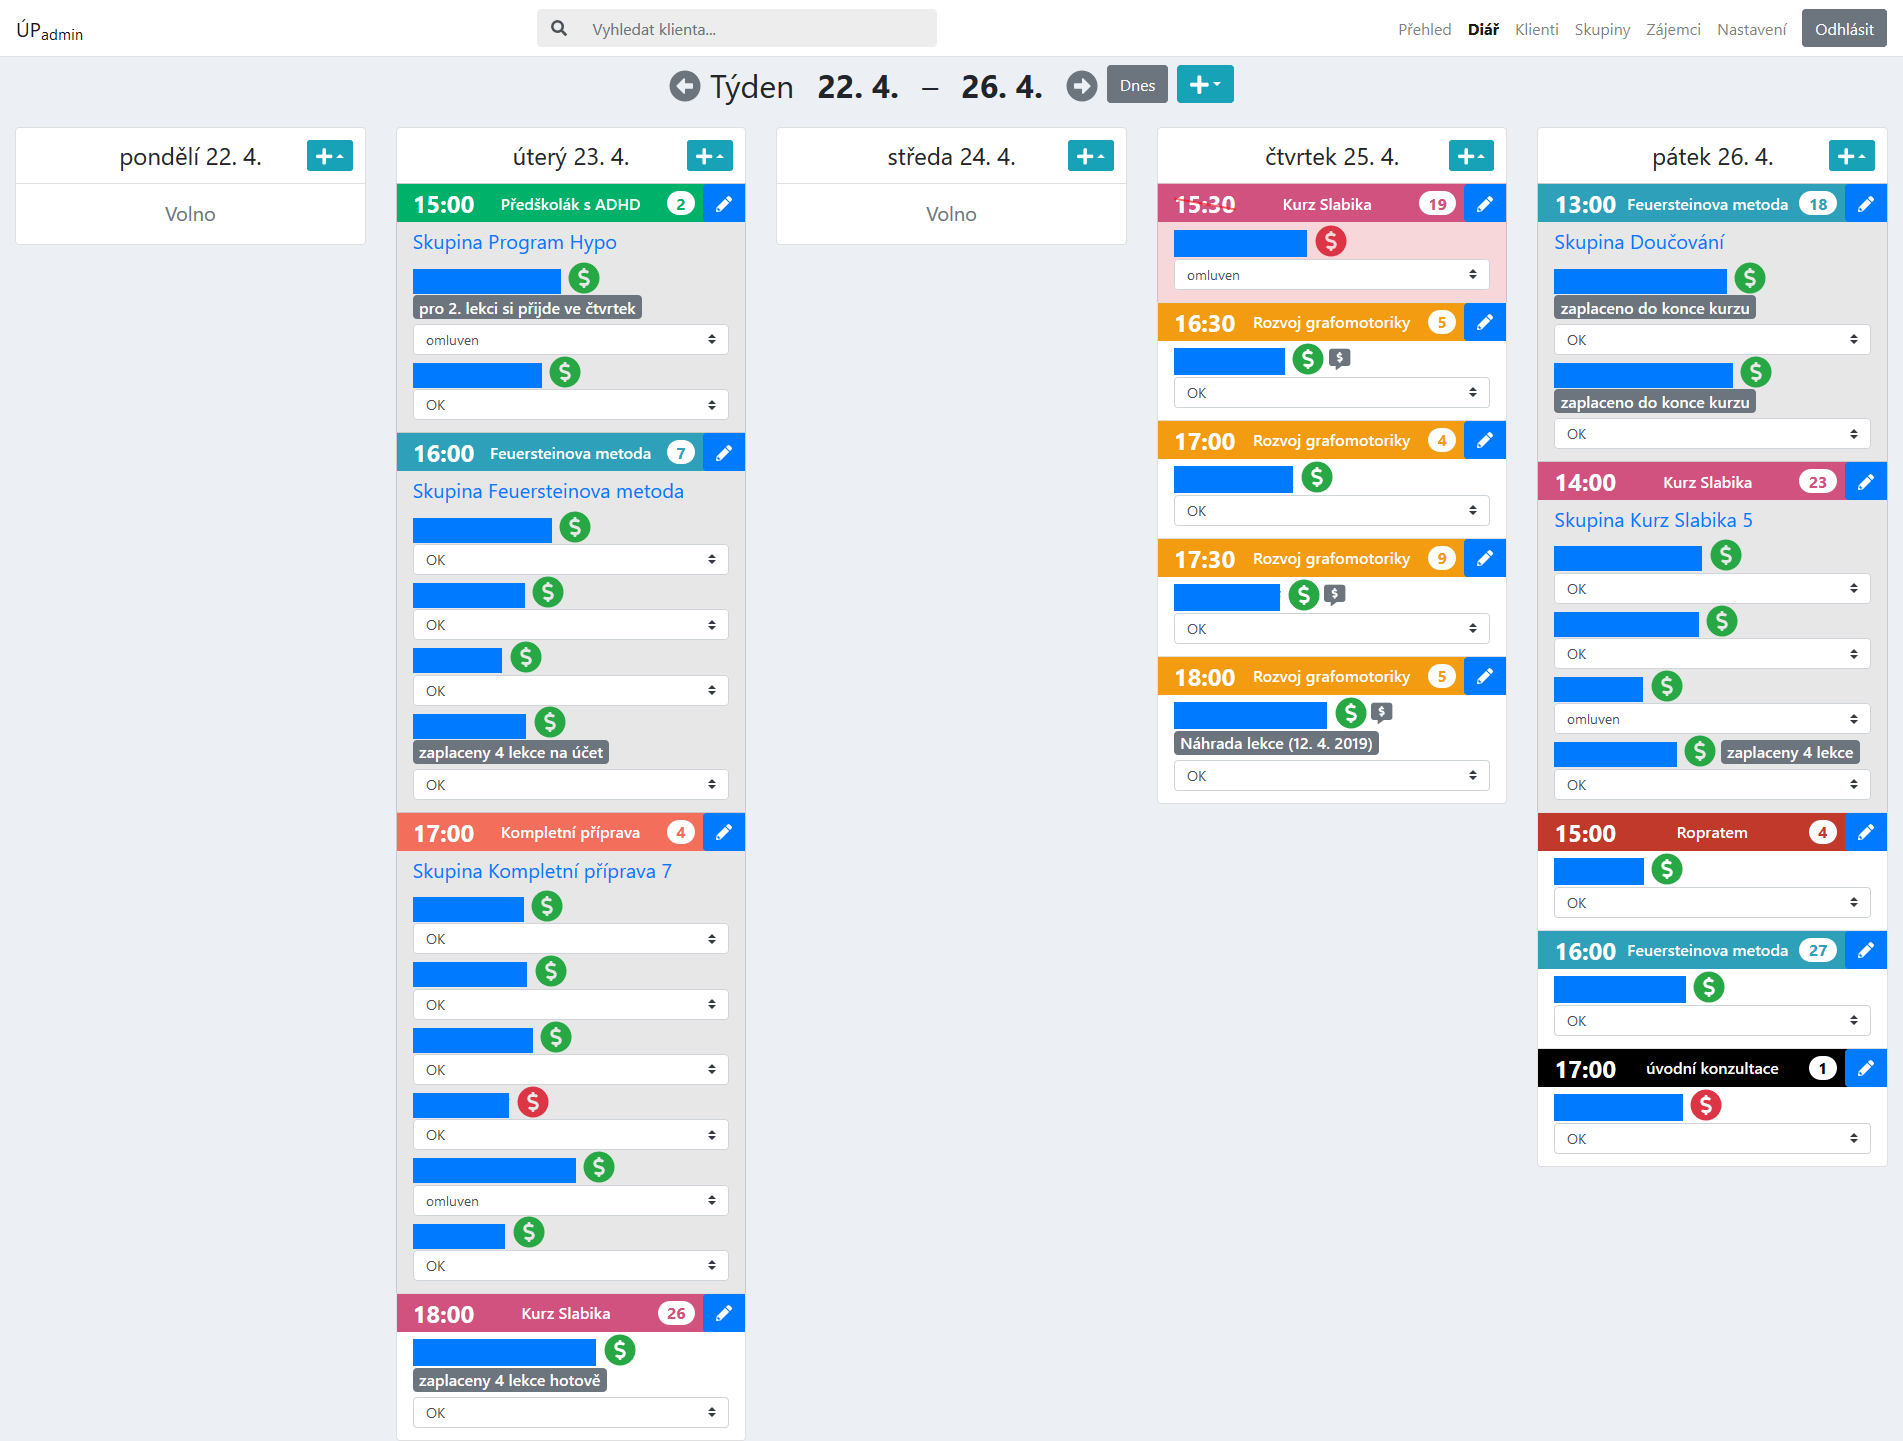 ÚPadmin
Vyhledat klienta...
Přehled Diář Klienti Skupiny Zájemci Nastavení Odhlásit
Týden 22. 4. – 26. 4. Dnes
pondělí 22. 4.
Volno
úterý 23. 4.
15:00 Předškolák s ADHD 2
Skupina Program Hypo
pro 2. lekci si přijde ve čtvrtek
omluven
OK
16:00 Feuersteinova metoda 7
Skupina Feuersteinova metoda
OK
OK
OK
zaplaceny 4 lekce na účet
OK
17:00 Kompletní příprava 4
Skupina Kompletní příprava 7
OK
OK
OK
OK
omluven
OK
18:00 Kurz Slabika 26
zaplaceny 4 lekce hotově
OK
středa 24. 4.
Volno
čtvrtek 25. 4.
15:30 Kurz Slabika 19
omluven
16:30 Rozvoj grafomotoriky 5
OK
17:00 Rozvoj grafomotoriky 4
OK
17:30 Rozvoj grafomotoriky 9
OK
18:00 Rozvoj grafomotoriky 5
Náhrada lekce (12. 4. 2019)
OK
pátek 26. 4.
13:00 Feuersteinova metoda 18
Skupina Doučování
zaplaceno do konce kurzu
OK
zaplaceno do konce kurzu
OK
14:00 Kurz Slabika 23
Skupina Kurz Slabika 5
OK
OK
omluven
zaplaceny 4 lekce
OK
15:00 Ropratem 4
OK
16:00 Feuersteinova metoda 27
OK
17:00 úvodní konzultace 1
OK